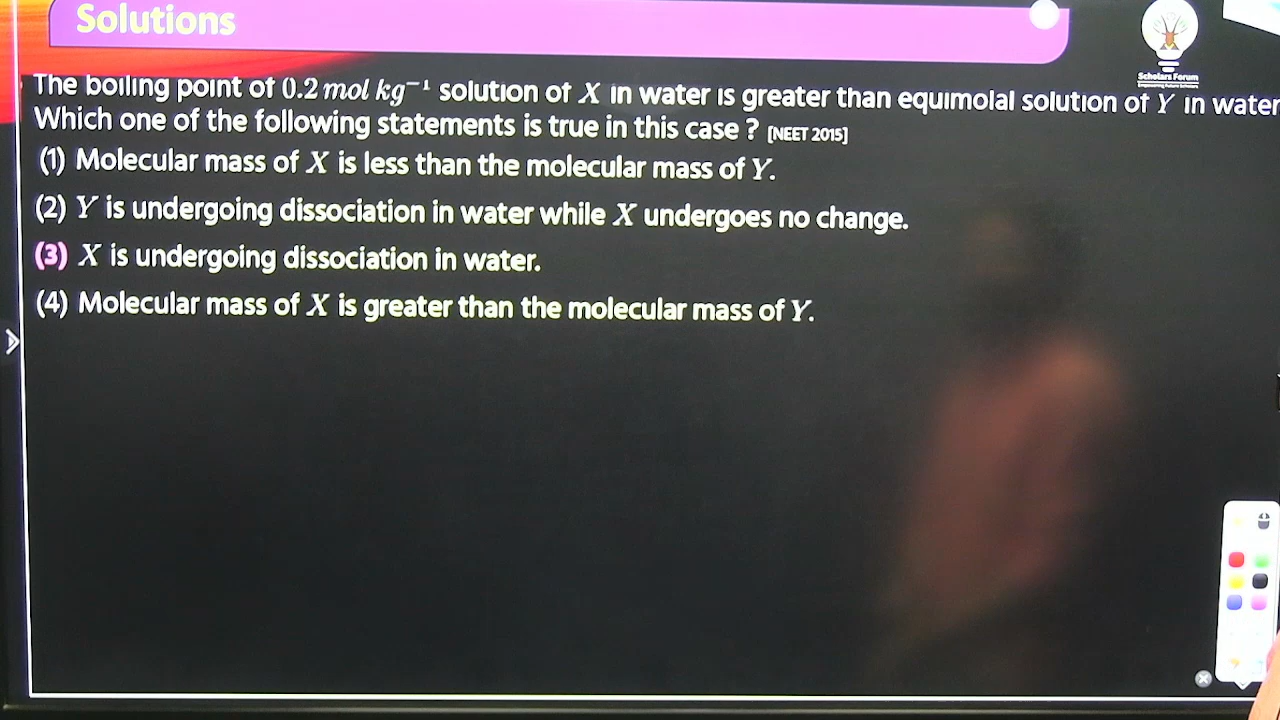 Solutions
Scholars Forum
The boiling point of 0.2 mol kg⁻¹ solution of X in water is greater than equimolal solution of Y in water
Which one of the following statements is true in this case ? [NEET 2015]
(1) Molecular mass of X is less than the molecular mass of Y.
(2) Y is undergoing dissociation in water while X undergoes no change.
(3) X is undergoing dissociation in water.
(4) Molecular mass of X is greater than the molecular mass of Y.